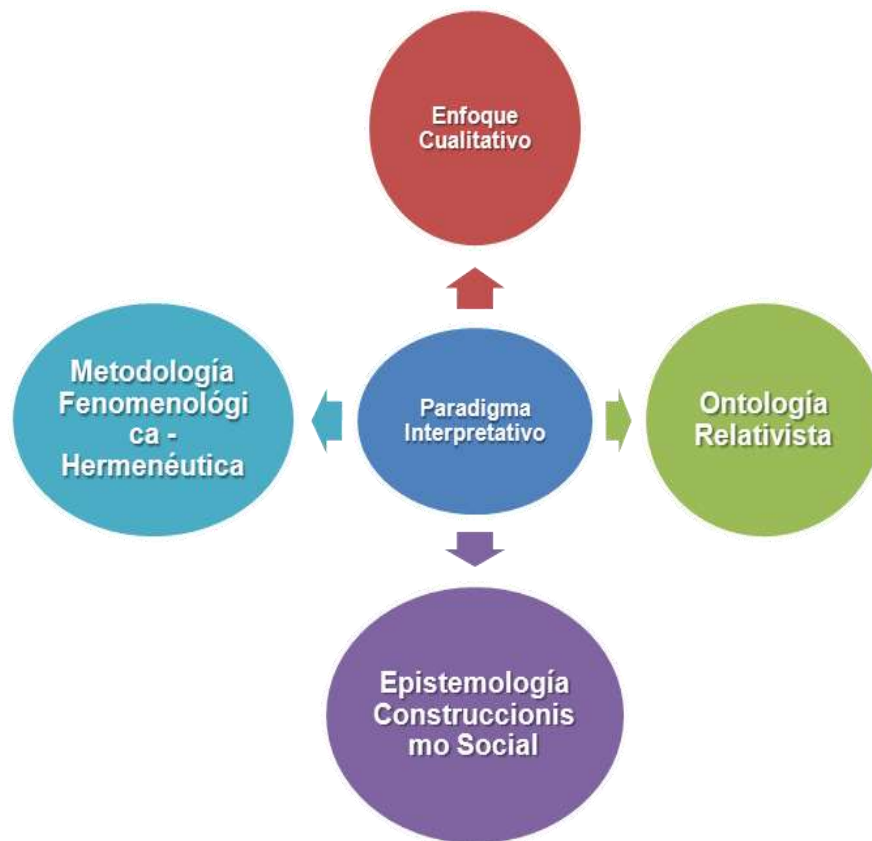 Enfoque
Cualitativo
Metodología
Fenomenológi
ca -
Hermenéutica
Paradigma
Interpretativo
Ontología
Relativista
Epistemología
Construccionis
mo Social